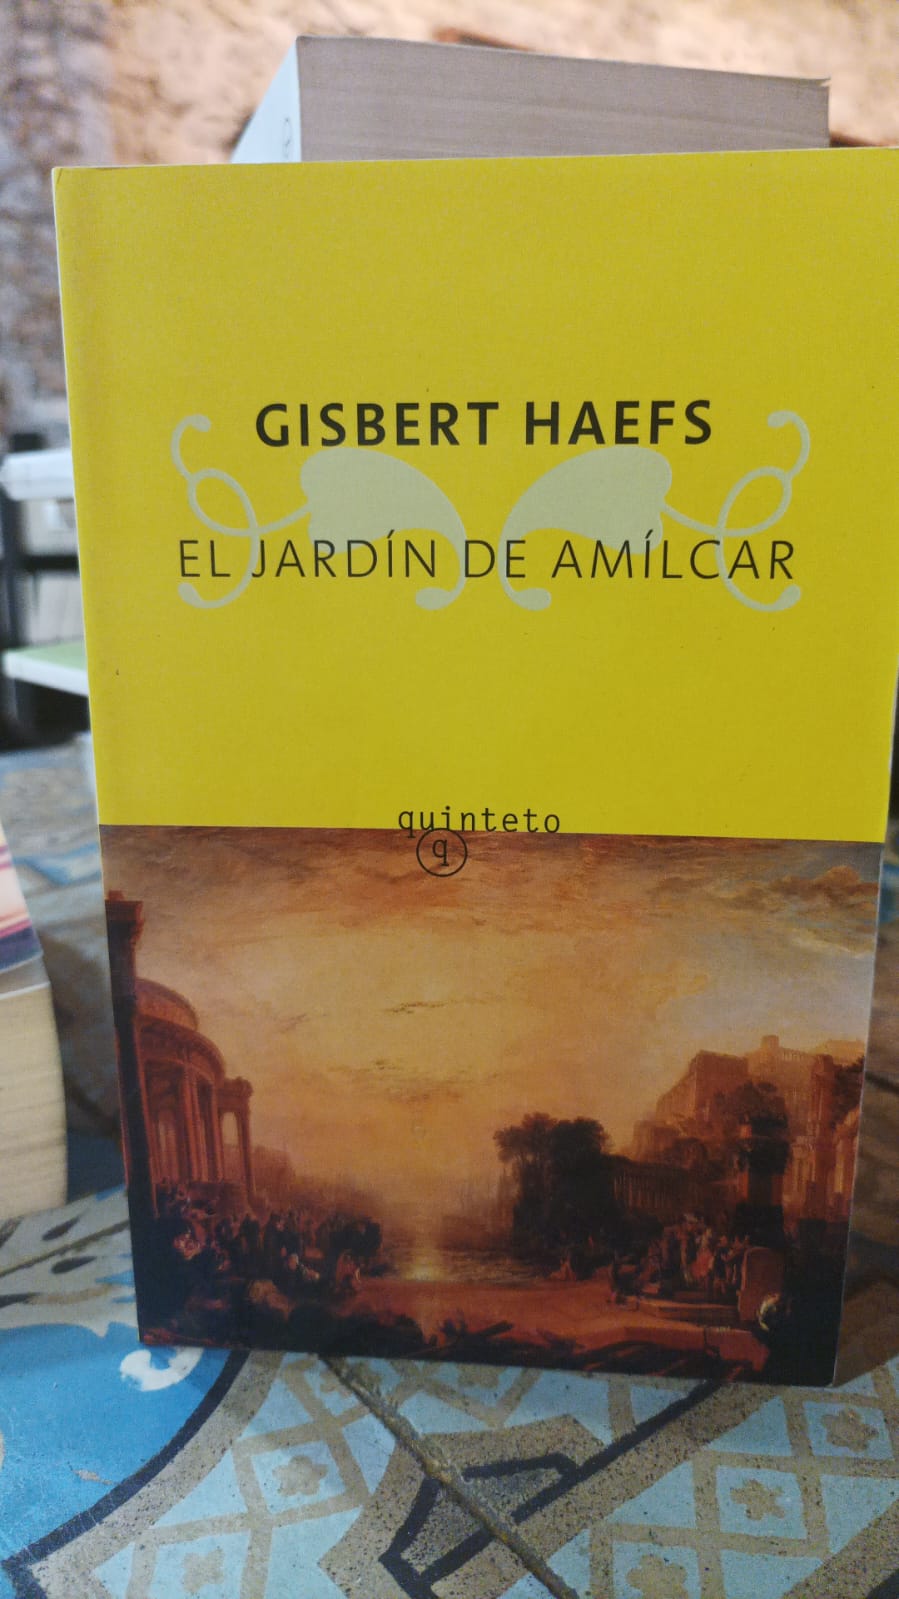 GISBERT HAEFS
EL JARDÍN DE AMÍLCAR
quinteto
q